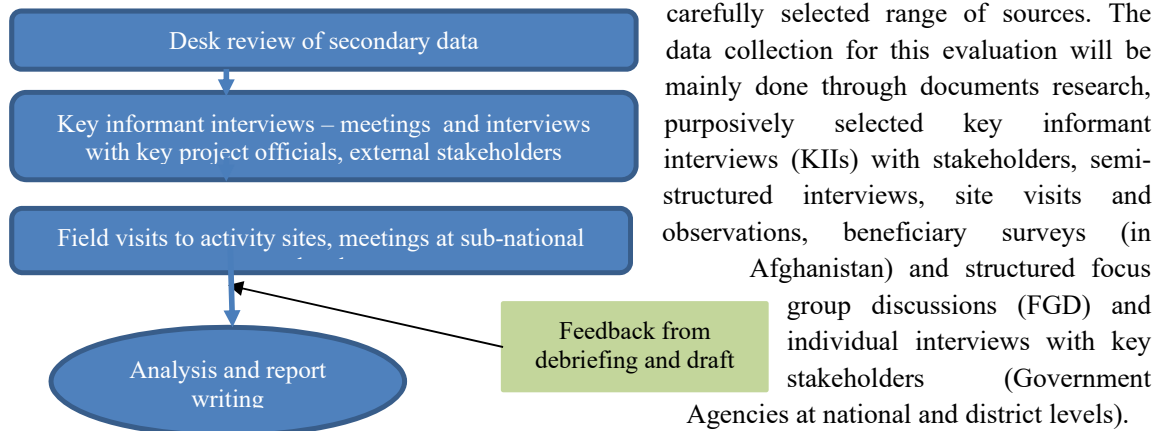 Desk review of secondary data
Key informant interviews – meetings and interviews
with key project officials, external stakeholders
Field visits to activity sites, meetings at sub-national
Analysis and report
writing
Feedback from
debriefing and draft
carefully selected range of sources. The
data collection for this evaluation will be
mainly done through documents research,
purposively selected key informant
interviews (KIIs) with stakeholders, semi-
structured interviews, site visits and
observations, beneficiary surveys (in
Afghanistan) and structured focus
group discussions (FGD) and
individual interviews with key
stakeholders (Government
Agencies at national and district levels).